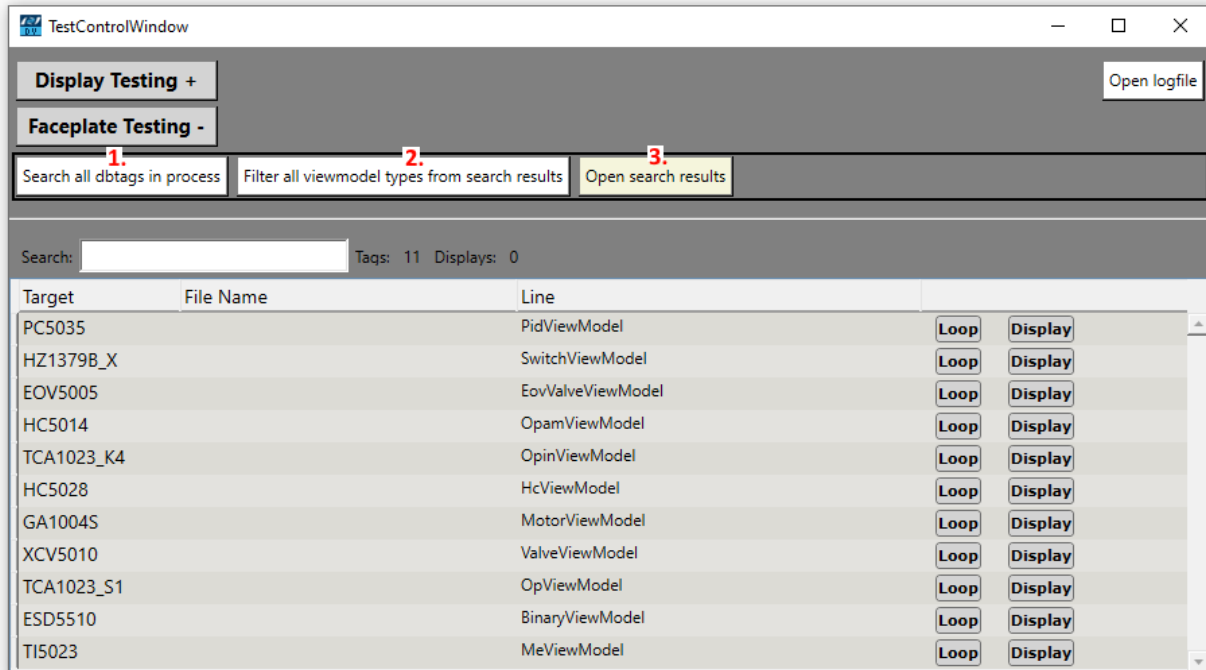 TestControlWindow
Display Testing +
Open logfile
Faceplate Testing -
1. 2. 3.
Search all dbtags in process Filter all viewmodel types from search results Open search results
Search: Tags: 11 Displays: 0
Target File Name Line
PC5035 PidViewModel Loop Display
HZ1379B_X SwitchViewModel Loop Display
EOV5005 EovValveViewModel Loop Display
HC5014 OpamViewModel Loop Display
TCA1023_K4 OpinViewModel Loop Display
HC5028 HcViewModel Loop Display
GA1004S MotorViewModel Loop Display
XCV5010 ValveViewModel Loop Display
TCA1023_S1 OpViewModel Loop Display
ESD5510 BinaryViewModel Loop Display
TI5023 MeViewModel Loop Display